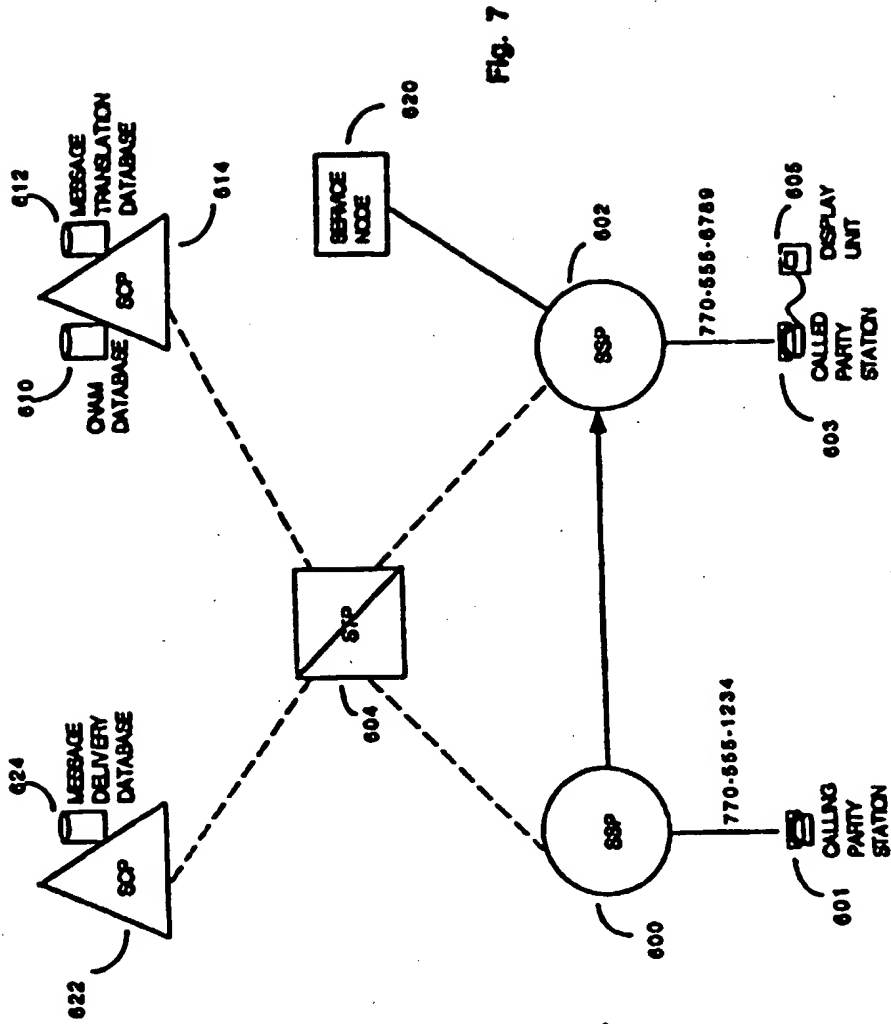 Fig. 7
624
MESSAGE
DELIVERY
DATABASE
SCP
622
612
MESSAGE
TRANSLATION
DATABASE
610
CNAM
DATABASE
SCP
614
STP
604
SERVICE
NODE
620
SSP
600
SSP
602
770-555-1234
770-555-6789
601
CALLING
PARTY
STATION
603
CALLED
PARTY
STATION
605
DISPLAY
UNIT